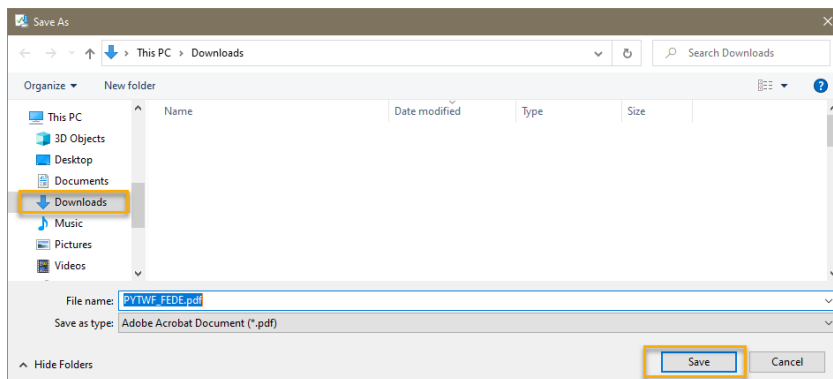 Save As
This PC > Downloads
Search Downloads
Organize
New folder
Name
Date modified
Type
Size
This PC
3D Objects
Desktop
Documents
Downloads
Music
Pictures
Videos
File name: PYTWF_FEDE.pdf
Save as type: Adobe Acrobat Document (*.pdf)
Hide Folders
Save
Cancel